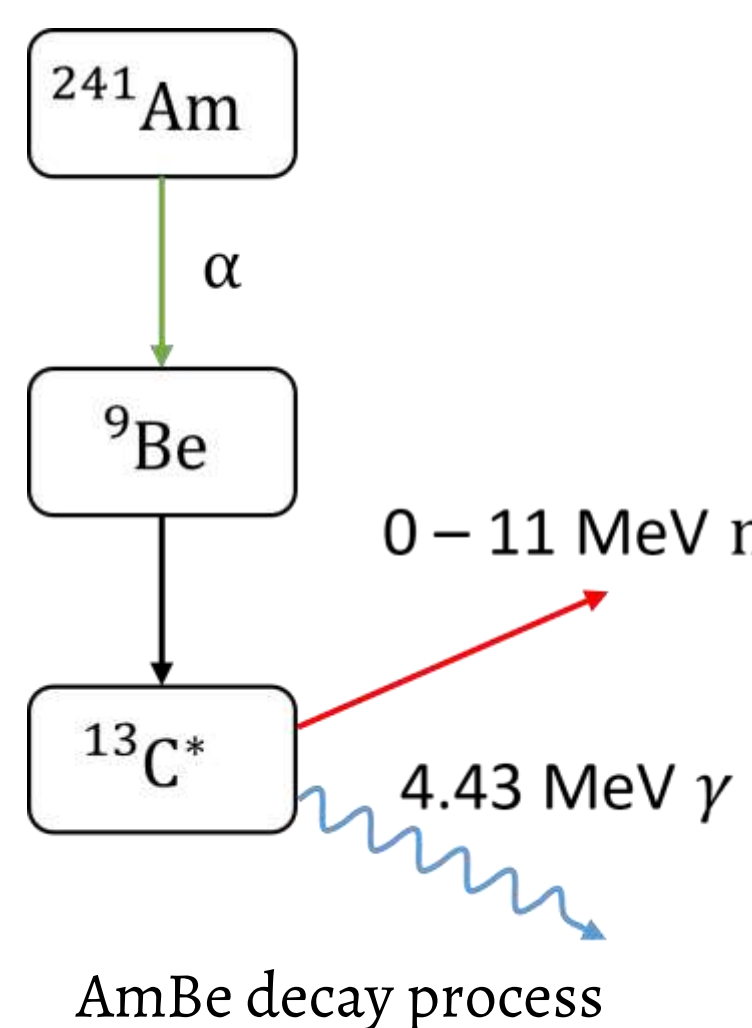 ²⁴¹Am
α
⁹Be
0 – 11 MeV n
¹³C*
4.43 MeV γ
AmBe decay process